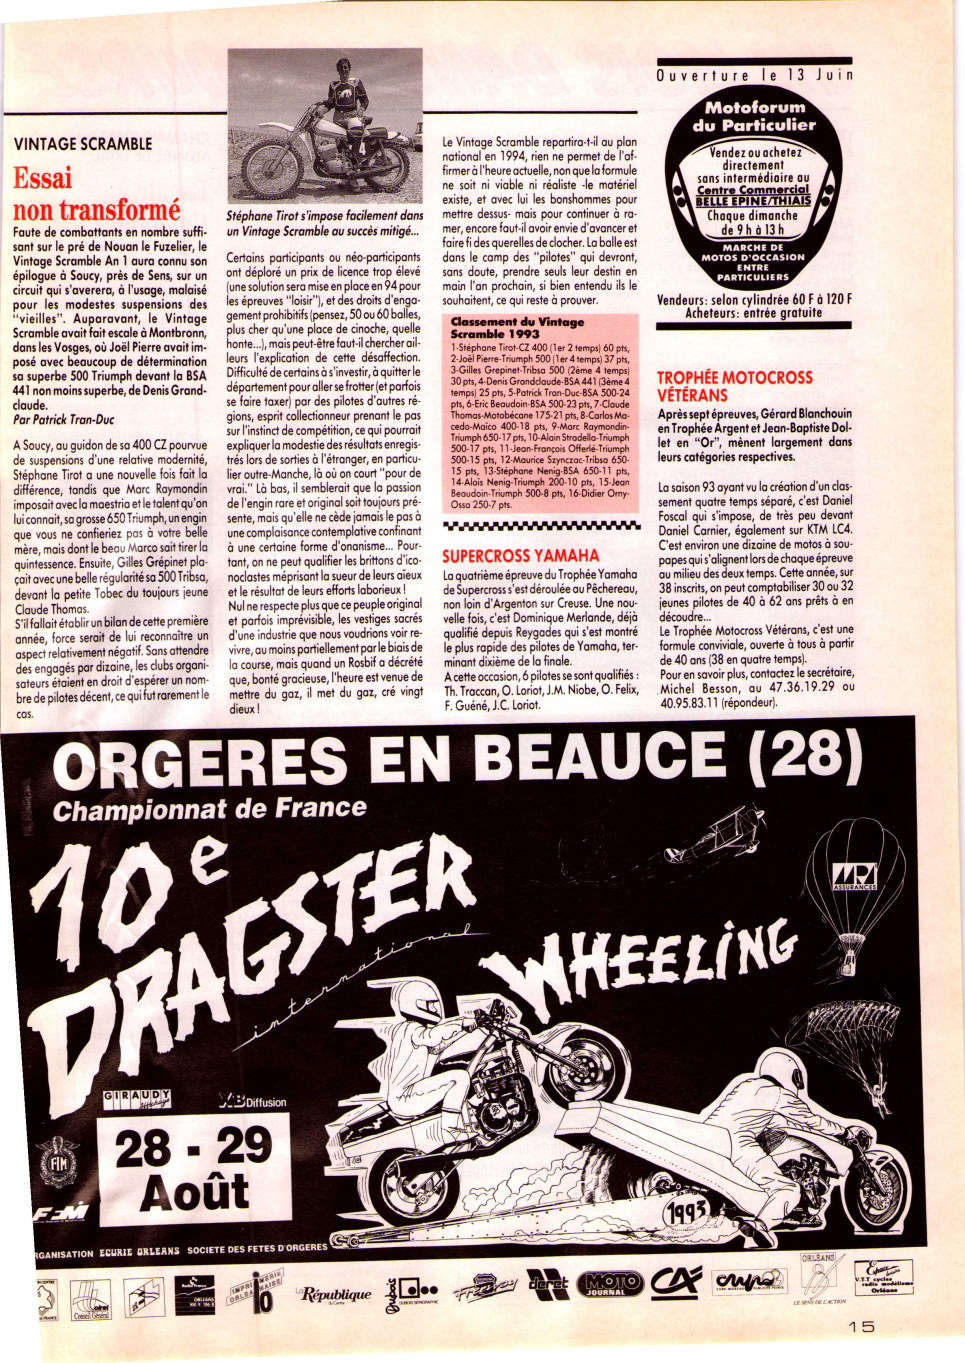 VINTAGE SCRAMBLE
Essai
non transformé
Faute de combattants en nombre suffi-
sant sur le pré de Nouan le Fuzelier, le
Vintage Scramble An 1 aura connu son
épilogue à Soucy, près de Sens, sur un
circuit qui s'averera, à l'usage, malaisé
pour les modestes suspensions des
"vieilles". Auparavant, le Vintage
Scramble avait fait escale à Montbronn,
dans les Vosges, où Joël Pierre avait im-
posé avec beaucoup de détermination
sa superbe 500 Triumph devant la BSA
441 non moins superbe, de Denis Grand-
claude.
Par Patrick Tran-Duc
A Soucy, au guidon de sa 400 CZ pourvue
de suspensions d'une relative modernité,
Stéphane Tirot a une nouvelle fois fait la
différence, tandis que Marc Raymondin
imposait avec la maestria et le talent qu'on
lui connait, sa grosse 650 Triumph, un engin
que vous ne confieriez pas à votre belle
mère, mais dont le beau Marco sait tirer la
quintessence. Ensuite, Gilles Grépinet pla-
çait avec une belle régularité sa 500 Tribsa,
devant la petite Tobec du toujours jeune
Claude Thomas.
S'il fallait établir un bilan de cette première
année, force serait de lui reconnaître un
aspect relativement négatif. Sans attendre
des engagés par dizaine, les clubs organi-
sateurs étaient en droit d'espérer un nom-
bre de pilotes décent, ce qui fut rarement le
cas.
Stéphane Tirot s'impose facilement dans
un Vintage Scramble au succès mitigé...
Certains participants ou néo-participants
ont déploré un prix de licence trop élevé
(une solution sera mise en place en 94 pour
les épreuves "loisir"), et des droits d'enga-
gement prohibitifs (pensez, 50 ou 60 balles,
plus cher qu'une place de cinoche, quelle
honte...), mais peut-être faut-il chercher ail-
leurs l'explication de cette désaffection.
Difficulté de certains à s'investir, à quitter le
département pour aller se frotter (et parfois
se faire taxer) par des pilotes d'autres ré-
gions, esprit collectionneur prenant le pas
sur l'instinct de compétition, ce qui pourrait
expliquer la modestie des résultats enregis-
trés lors de sorties à l'étranger, en particu-
lier outre-Manche, là où on court "pour de
vrai." Là bas, il semblerait que la passion
de l'engin rare et original soit toujours pré-
sente, mais qu'elle ne cède jamais le pas à
une complaisance contemplative confinant
à une certaine forme d'onanisme... Pour-
tant, on ne peut qualifier les brittons d'ico-
noclastes méprisant la sueur de leurs aïeux
et le résultat de leurs efforts laborieux !
Nul ne respecte plus que ce peuple original
et parfois imprévisible, les vestiges sacrés
d'une industrie que nous voudrions voir re-
vivre, au moins partiellement par le biais de
la course, mais quand un Rosbif a décrété
que, bonté gracieuse, l'heure est venue de
mettre du gaz, il met du gaz, cré vingt
dieux !
Le Vintage Scramble repartira-t-il au plan
national en 1994, rien ne permet de l'af-
firmer à l'heure actuelle, non que la formule
ne soit ni viable ni réaliste -le matériel
existe, et avec lui les bonshommes pour
mettre dessus- mais pour continuer à ra-
mer, encore faut-il avoir envie d'avancer et
faire fi des querelles de clocher. La balle est
dans le camp des "pilotes" qui devront,
sans doute, prendre seuls leur destin en
main l'an prochain, si bien entendu ils le
souhaitent, ce qui reste à prouver.
Classement du Vintage
Scramble 1993
1-Stéphane Tirot-CZ 400 (1er 2 temps) 60 pts,
2-Joël Pierre-Triumph 500 (1er 4 temps) 37 pts,
3-Gilles Grepinet-Tribsa 500 (2ème 4 temps)
30 pts, 4-Denis Grandclaude-BSA 441 (3ème 4
temps) 25 pts, 5-Patrick Tran-Duc-BSA 500-24
pts, 6-Eric Beaudoin-BSA 500-23 pts, 7-Claude
Thomas-Motobécane 175-21 pts, 8-Carlos Ma-
cedo-Maïco 400-18 pts, 9-Marc Raymondin-
Triumph 650-17 pts, 10-Alain Stradella-Triumph
500-17 pts, 11-Jean François Offerlé-Triumph
500-15 pts, 12-Maurice Szynczac-Tribsa 650-
15 pts, 13-Stéphane Nenig-BSA 650-11 pts,
14-Alois Nenig-Triumph 200-10 pts, 15-Jean
Beaudoin-Triumph 500-8 pts, 16-Didier Orny-
Ossa 250-7 pts.
SUPERCROSS YAMAHA
La quatrième épreuve du Trophée Yamaha
de Supercross s'est déroulée au Pêchereau,
non loin d'Argenton sur Creuse. Une nou-
velle fois, c'est Dominique Merlande, déjà
qualifié depuis Reygades qui s'est montré
le plus rapide des pilotes de Yamaha, ter-
minant dixième de la finale.
A cette occasion, 6 pilotes se sont qualifiés :
Th. Traccan, O. Loriot, J.M. Niobe, O. Felix,
F. Guéné, J.C. Loriot.
Ouverture le 13 Juin
Motoforum
du Particulier
Vendez ou achetez
directement
sans intermédiaire au
Centre Commercial
BELLE EPINE/THIAIS
Chaque dimanche
de 9 h à 13 h
MARCHE DE
MOTOS D'OCCASION
ENTRE
PARTICULIERS
Vendeurs: selon cylindrée 60 F à 120 F
Acheteurs: entrée gratuite
TROPHÉE MOTOCROSS
VÉTÉRANS
Après sept épreuves, Gérard Blanchouin
en Trophée Argent et Jean-Baptiste Dol-
let en "Or", mènent largement dans
leurs catégories respectives.
La saison 93 ayant vu la création d'un clas-
sement quatre temps séparé, c'est Daniel
Foscal qui s'impose, de très peu devant
Daniel Carnier, également sur KTM LC4.
C'est environ une dizaine de motos à sou-
papes qui s'alignent lors de chaque épreuve
au milieu des deux temps. Cette année, sur
38 inscrits, on peut comptabiliser 30 ou 32
jeunes pilotes de 40 à 62 ans prêts à en
découdre...
Le Trophée Motocross Vétérans, c'est une
formule conviviale, ouverte à tous à partir
de 40 ans (38 en quatre temps).
Pour en savoir plus, contactez le secrétaire,
Michel Besson, au 47.36.19.29 ou
40.95.83.11 (répondeur).
ORGERES EN BEAUCE (28)
Championnat de France
10e
DRAGSTER
international
WHEELING
MRA
ASSURANCES
GIRAUDY
XB Diffusion
FIM
FFM
28 - 29
Août
1993
RGANISATION ECURIE ORLEANS SOCIETE DES FETES D'ORGERES
Loiret
Conseil Général
Radio France
ORLEANS
IMPRIMERIE
ORLEANAISE
IO
La République
du Centre
Dubois
DUBOIS SERIGRAPHIE
deret
MOTO
JOURNAL
CA
ORLÉANS
LE SENS DE L'ACTION
V.T.T cycles
radio modélisme
Orléans
15